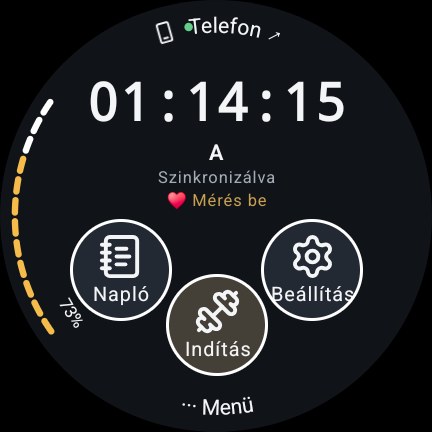 Telefon
01:14:15
A
Szinkronizálva
Mérés be
Napló
Beállítás
73%
Indítás
··· Menü